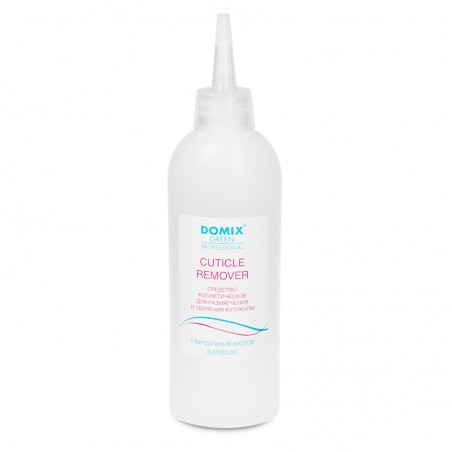 DOMIX®
GREEN
PROFESSIONAL
CUTICLE
REMOVER
СРЕДСТВО
КОСМЕТИЧЕСКОЕ
ДЛЯ РАЗМЯГЧЕНИЯ
И УДАЛЕНИЯ КУТИКУЛЫ
С МИНДАЛЬНЫМ МАСЛОМ
ALMOND OIL